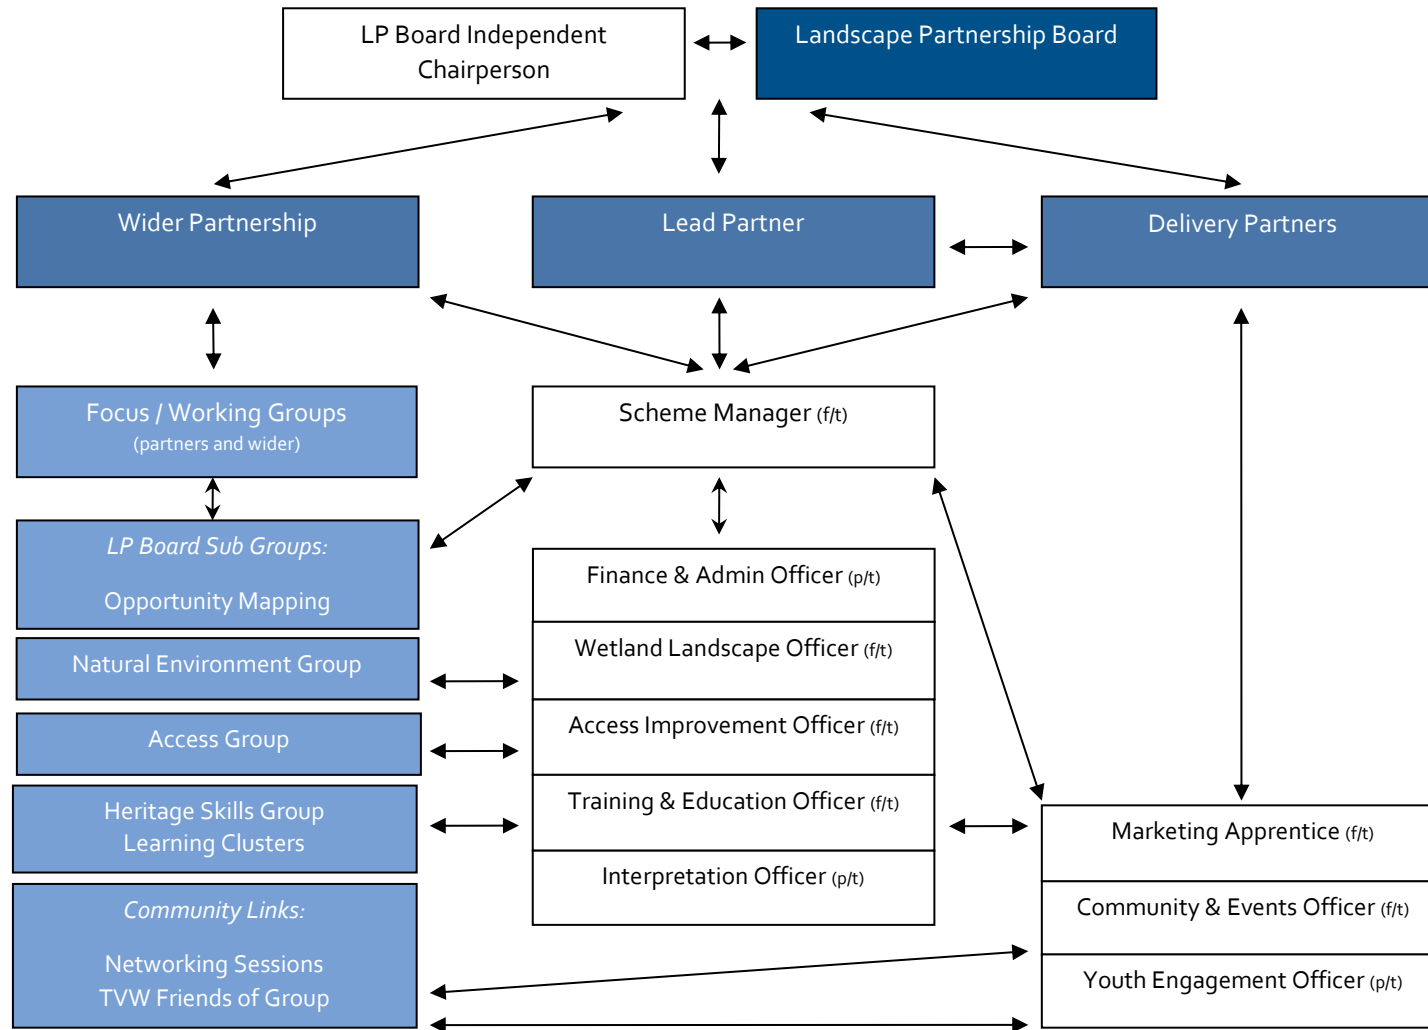 LP Board Independent
Chairperson
Landscape Partnership Board
Wider Partnership
Lead Partner
Delivery Partners
Focus / Working Groups
(partners and wider)
Scheme Manager (f/t)
LP Board Sub Groups:
Opportunity Mapping
Natural Environment Group
Access Group
Heritage Skills Group
Learning Clusters
Community Links:
Networking Sessions
TVW Friends of Group
Finance & Admin Officer (p/t)
Wetland Landscape Officer (f/t)
Access Improvement Officer (f/t)
Training & Education Officer (f/t)
Interpretation Officer (p/t)
Marketing Apprentice (f/t)
Community & Events Officer (f/t)
Youth Engagement Officer (p/t)